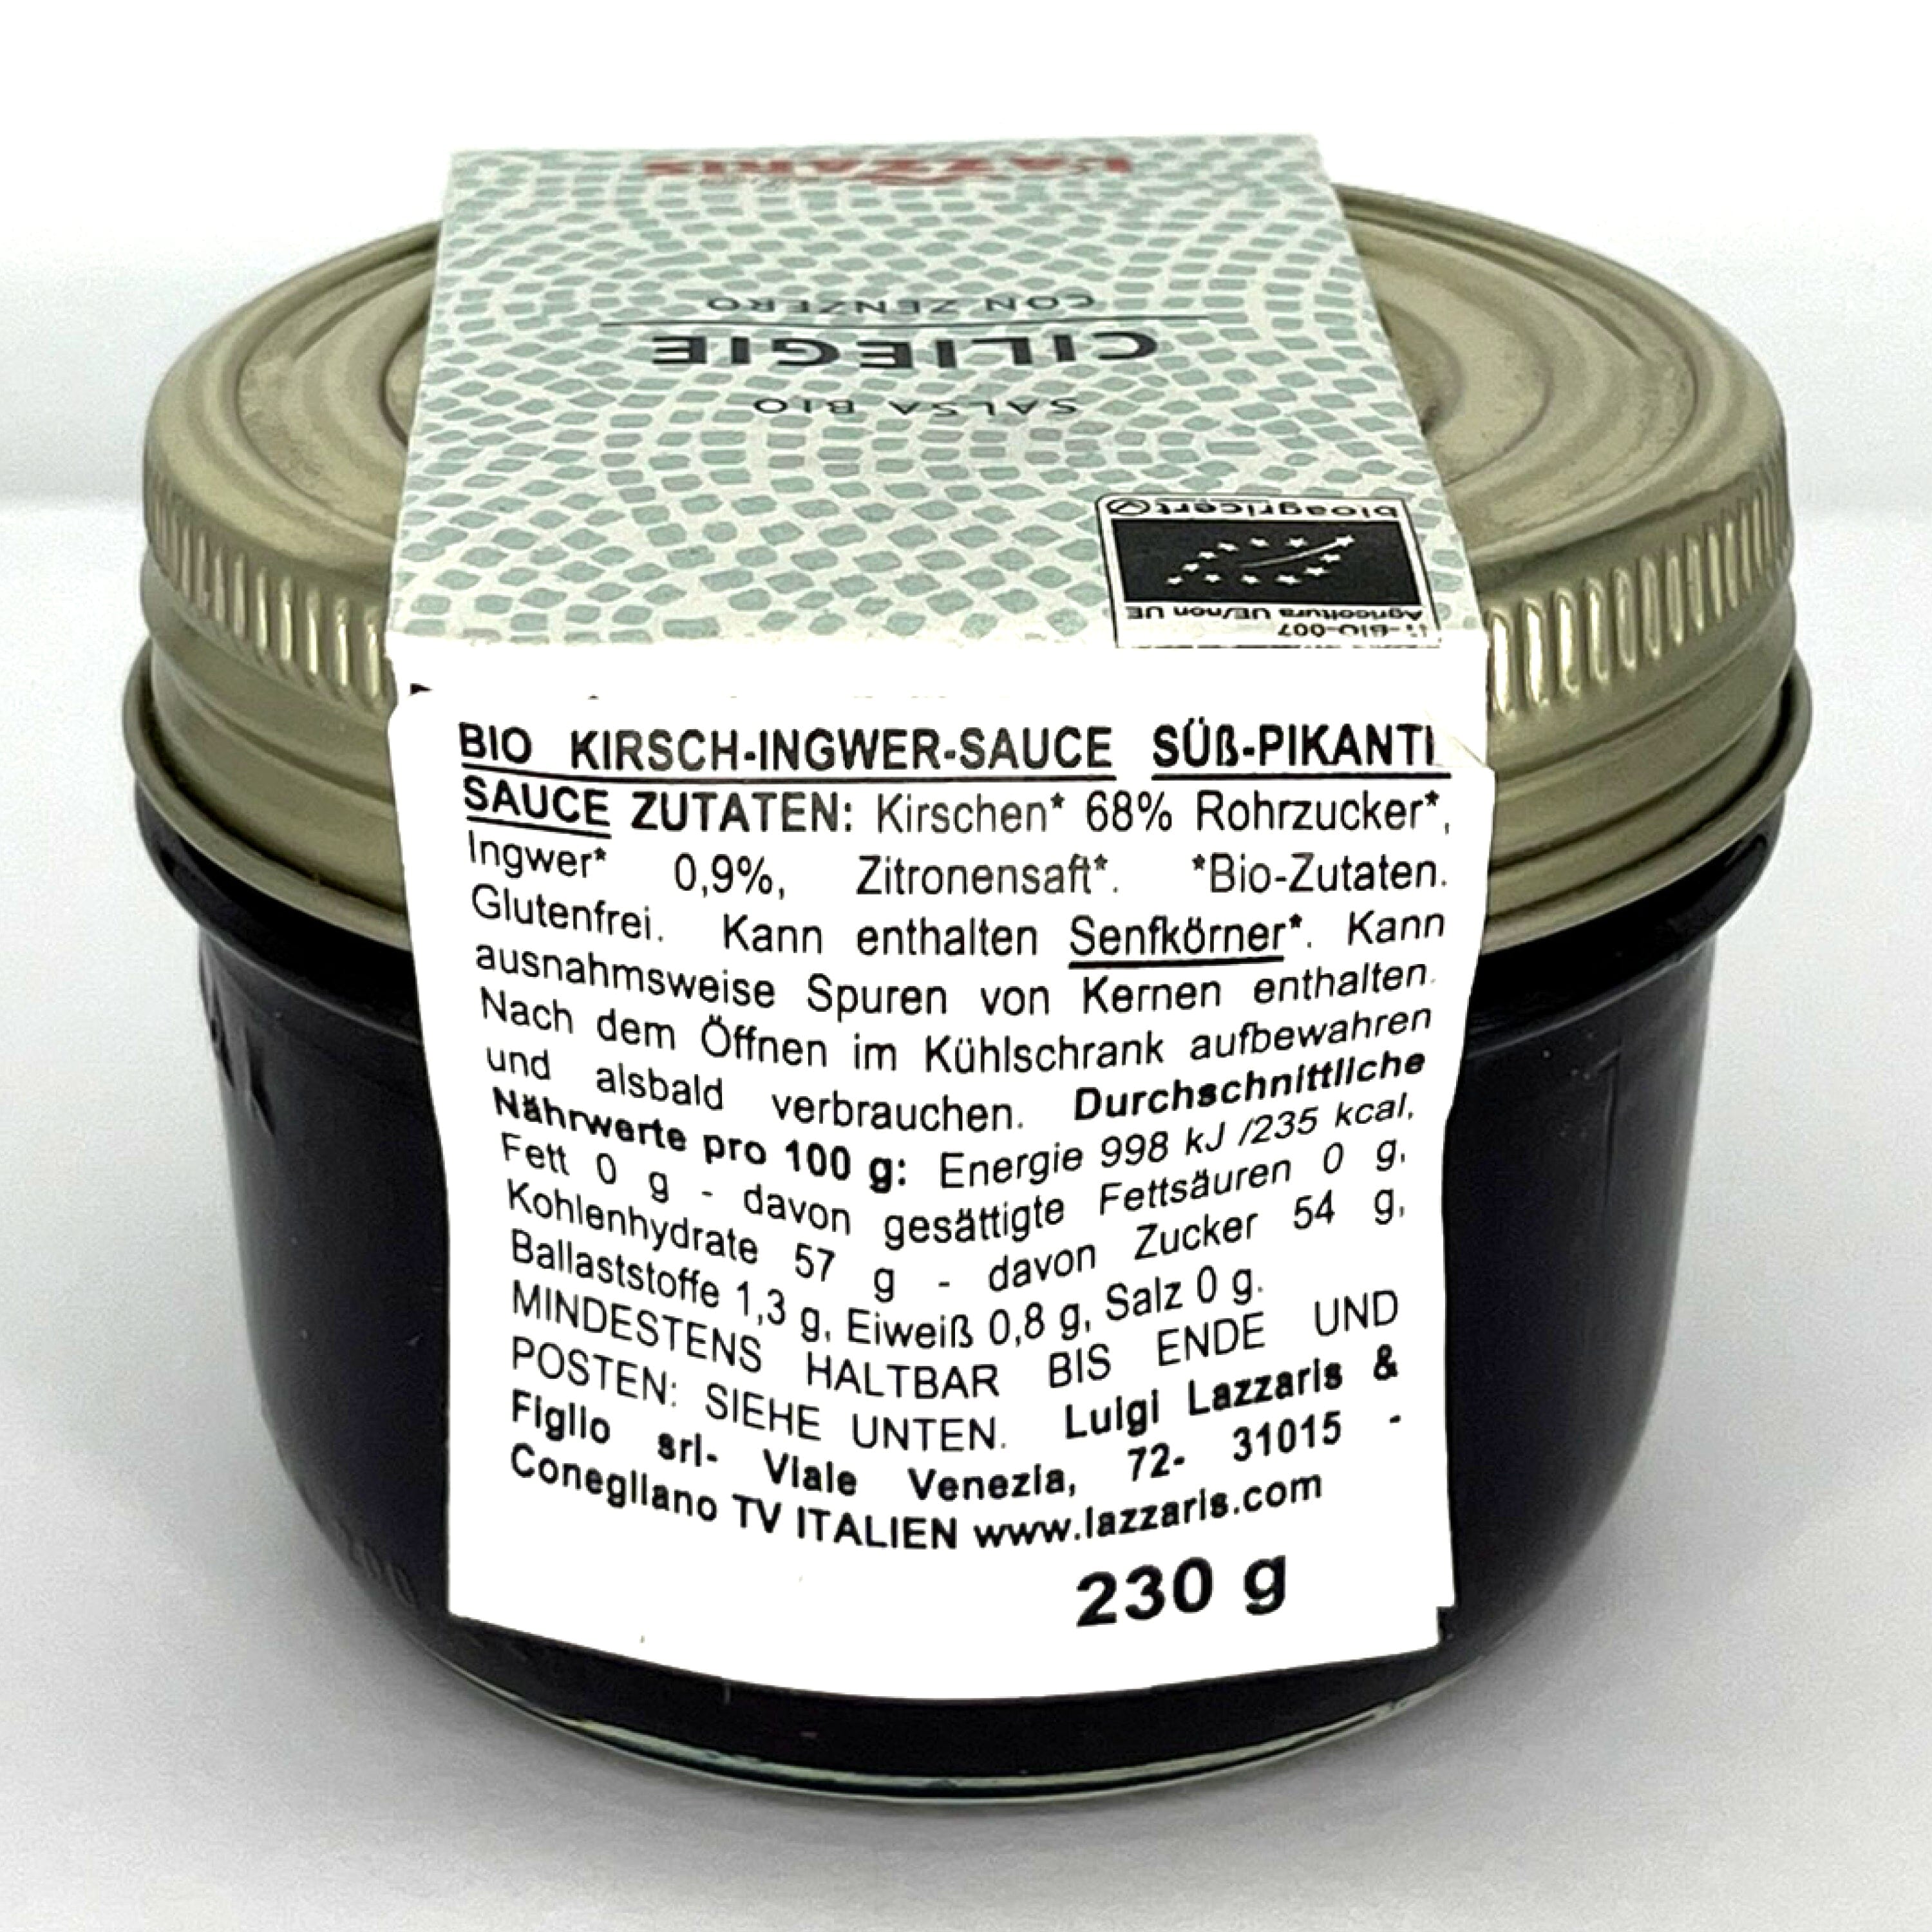 LAZZARIS
CON ZENZERO
CILIEGIE
SALSA BIO
bioagricert
Agricoltura UE/non UE
IT-BIO-007
BIO KIRSCH-INGWER-SAUCE SÜß-PIKANTI
SAUCE ZUTATEN: Kirschen* 68% Rohrzucker*,
Ingwer* 0,9%, Zitronensaft*. *Bio-Zutaten.
Glutenfrei. Kann enthalten Senfkörner*. Kann
ausnahmsweise Spuren von Kernen enthalten.
Nach dem Öffnen im Kühlschrank aufbewahren
und alsbald verbrauchen. Durchschnittliche
Nährwerte pro 100 g: Energie 998 kJ /235 kcal,
Fett 0 g - davon gesättigte Fettsäuren 0 g,
Kohlenhydrate 57 g - davon Zucker 54 g,
Ballaststoffe 1,3 g, Eiweiß 0,8 g, Salz 0 g.
MINDESTENS HALTBAR BIS ENDE UND
POSTEN: SIEHE UNTEN. Luigi Lazzaris &
Figlio srl- Viale Venezia, 72- 31015 -
Conegliano TV ITALIEN www.lazzaris.com
230 g